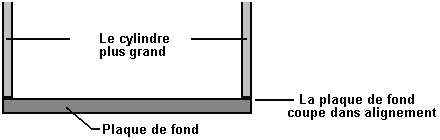 Le cylindre
plus grand
La plaque de fond
coupe dans alignement
Plaque de fond